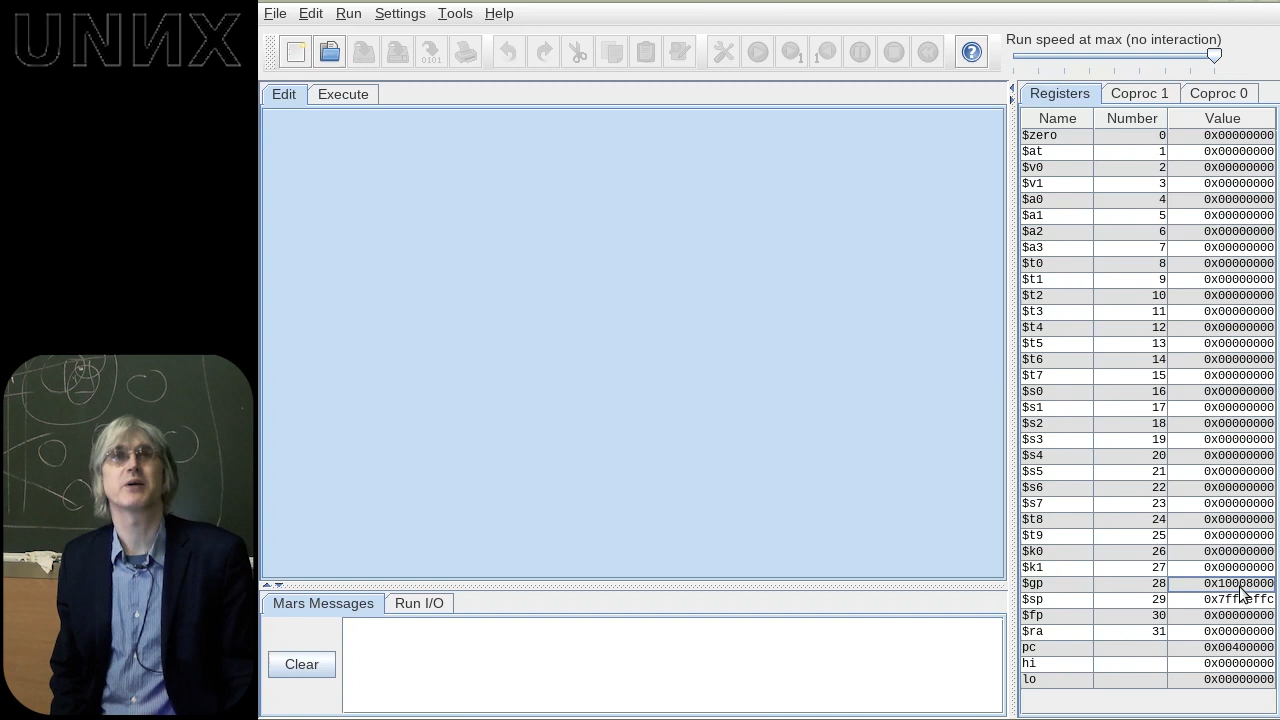 UNИX
File Edit Run Settings Tools Help
Run speed at max (no interaction)
Edit Execute
Registers Coproc 1 Coproc 0
Name Number Value
$zero 0 0x00000000
$at 1 0x00000000
$v0 2 0x00000000
$v1 3 0x00000000
$a0 4 0x00000000
$a1 5 0x00000000
$a2 6 0x00000000
$a3 7 0x00000000
$t0 8 0x00000000
$t1 9 0x00000000
$t2 10 0x00000000
$t3 11 0x00000000
$t4 12 0x00000000
$t5 13 0x00000000
$t6 14 0x00000000
$t7 15 0x00000000
$s0 16 0x00000000
$s1 17 0x00000000
$s2 18 0x00000000
$s3 19 0x00000000
$s4 20 0x00000000
$s5 21 0x00000000
$s6 22 0x00000000
$s7 23 0x00000000
$t8 24 0x00000000
$t9 25 0x00000000
$k0 26 0x00000000
$k1 27 0x00000000
$gp 28 0x10008000
$sp 29
$fp 30 0x00000000
$ra 31 0x00000000
pc 0x00400000
hi 0x00000000
lo 0x00000000
Mars Messages Run I/O
Clear